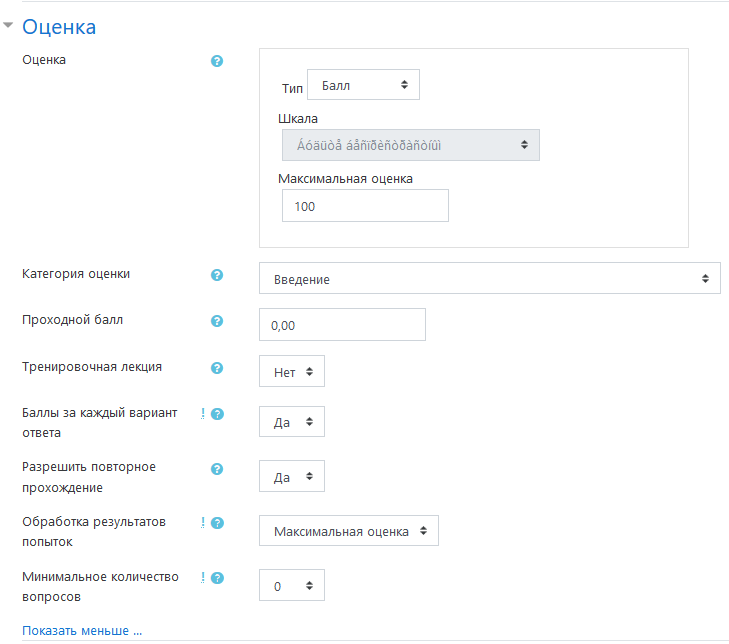 Оценка
Оценка
Тип Балл
Шкала
Áóäüòå áåñïðèñòðàñòíûì
Максимальная оценка
100
Категория оценки
Введение
Проходной балл
0,00
Тренировочная лекция
Нет
Баллы за каждый вариант
ответа
!
Да
Разрешить повторное
прохождение
Да
Обработка результатов
попыток
!
Максимальная оценка
Минимальное количество
вопросов
!
0
Показать меньше ...